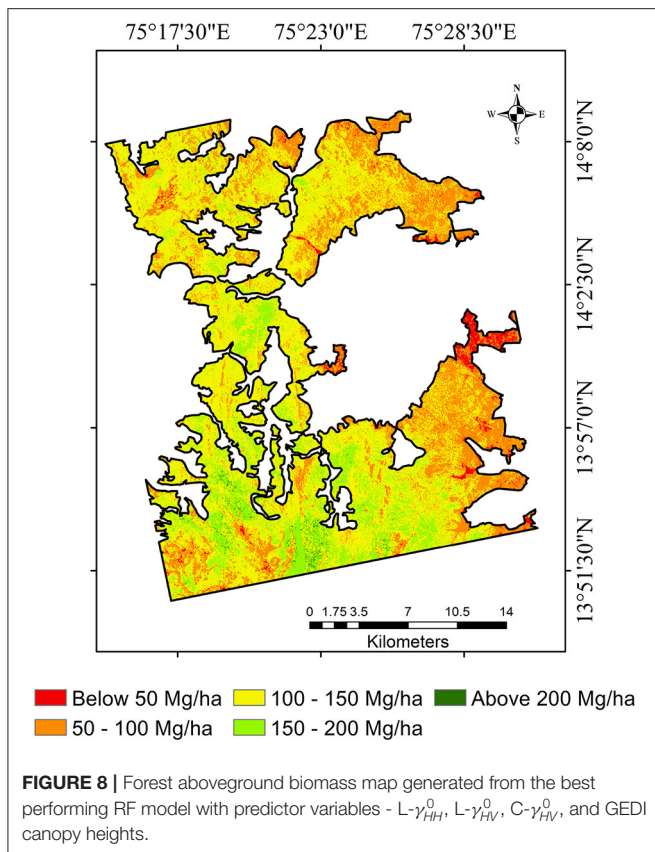 75°17'30"E 75°23'0"E 75°28'30"E
N
W E
S
14°8'0"N
14°2'30"N
13°57'0"N
13°51'30"N
0 1.75 3.5 7 10.5 14
Kilometers
Below 50 Mg/ha 100 - 150 Mg/ha Above 200 Mg/ha
50 - 100 Mg/ha 150 - 200 Mg/ha
FIGURE 8 | Forest aboveground biomass map generated from the best
performing RF model with predictor variables - L-γ⁰HH, L-γ⁰HV, C-γ⁰HV, and GEDI
canopy heights.